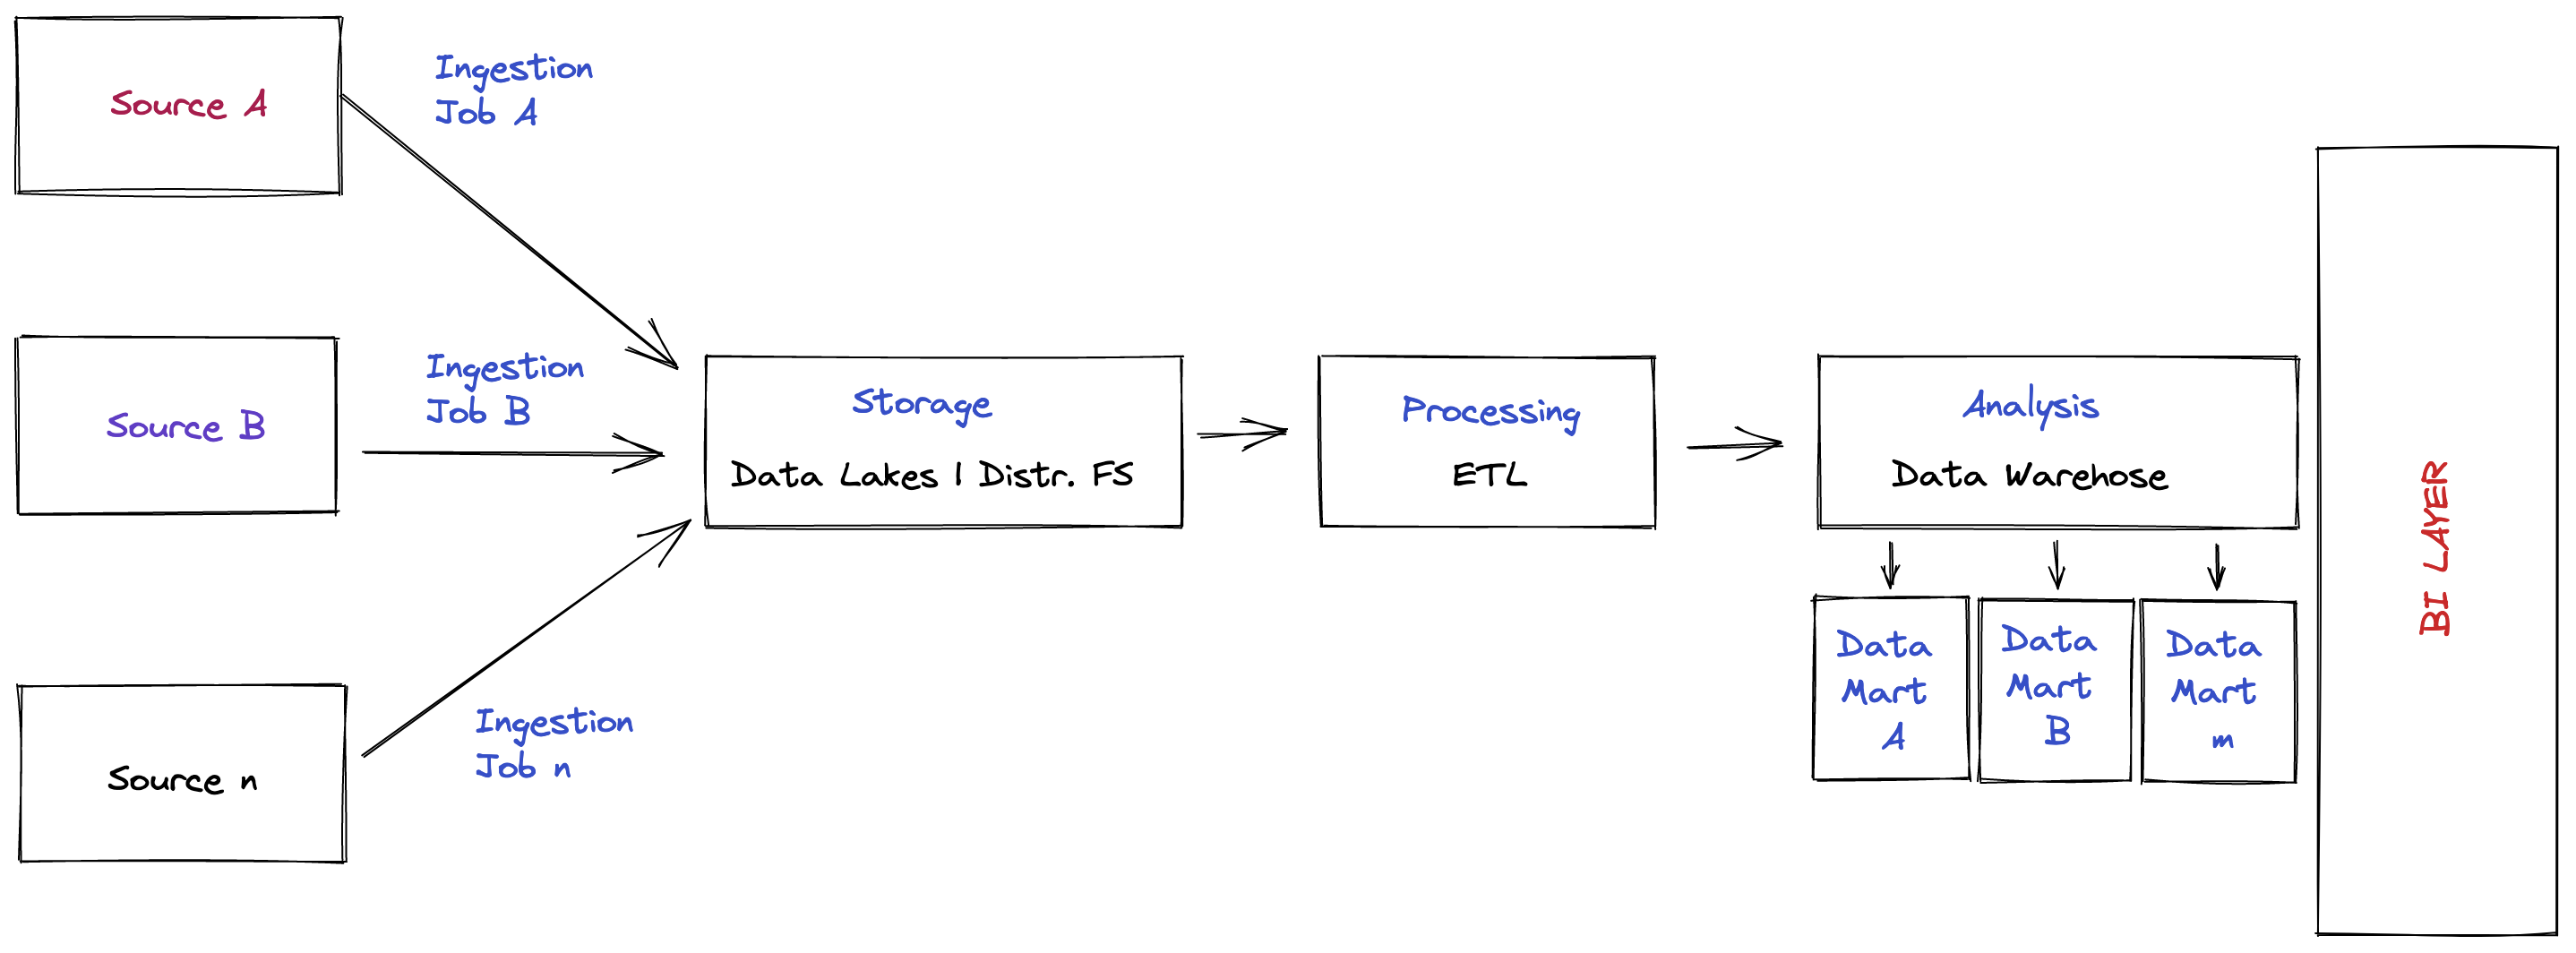 Source A
Ingestion
Job A
Source B
Ingestion
Job B
Source n
Ingestion
Job n
Storage
Data Lakes | Distr. FS
Processing
ETL
Analysis
Data Warehose
Data
Mart
A
Data
Mart
B
Data
Mart
m
BI LAYER